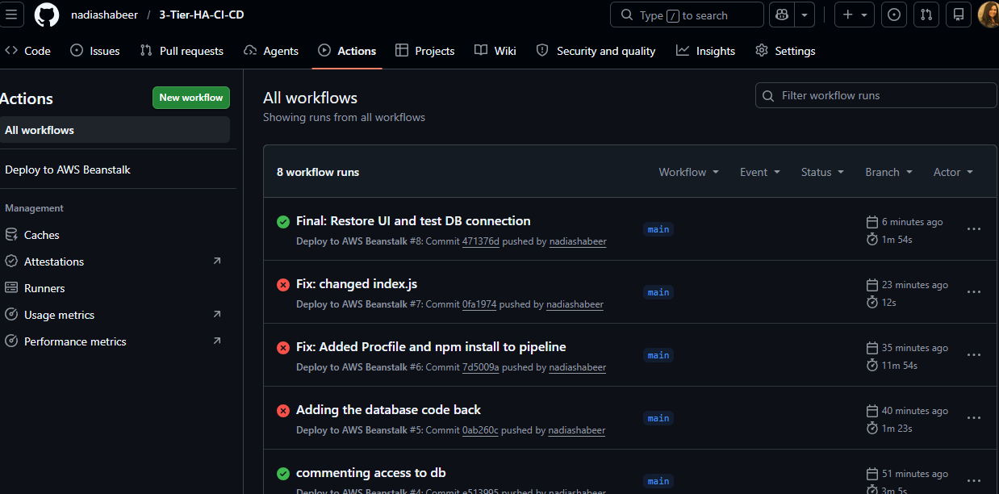 nadiashabeer / 3-Tier-HA-CI-CD
Type / to search
Code
Issues
Pull requests
Agents
Actions
Projects
Wiki
Security and quality
Insights
Settings
Actions
New workflow
All workflows
Deploy to AWS Beanstalk
Management
Caches
Attestations
Runners
Usage metrics
Performance metrics
All workflows
Showing runs from all workflows
Filter workflow runs
8 workflow runs
Workflow
Event
Status
Branch
Actor
Final: Restore UI and test DB connection
Deploy to AWS Beanstalk #8: Commit 471376d pushed by nadiashabeer
main
6 minutes ago
1m 54s
Fix: changed index.js
Deploy to AWS Beanstalk #7: Commit 0fa1974 pushed by nadiashabeer
main
23 minutes ago
12s
Fix: Added Procfile and npm install to pipeline
Deploy to AWS Beanstalk #6: Commit 7d5009a pushed by nadiashabeer
main
35 minutes ago
11m 54s
Adding the database code back
Deploy to AWS Beanstalk #5: Commit 0ab260c pushed by nadiashabeer
main
40 minutes ago
1m 23s
commenting access to db
Deploy to AWS Beanstalk #4: Commit e513995 pushed by nadiashabeer
main
51 minutes ago
3m 5s